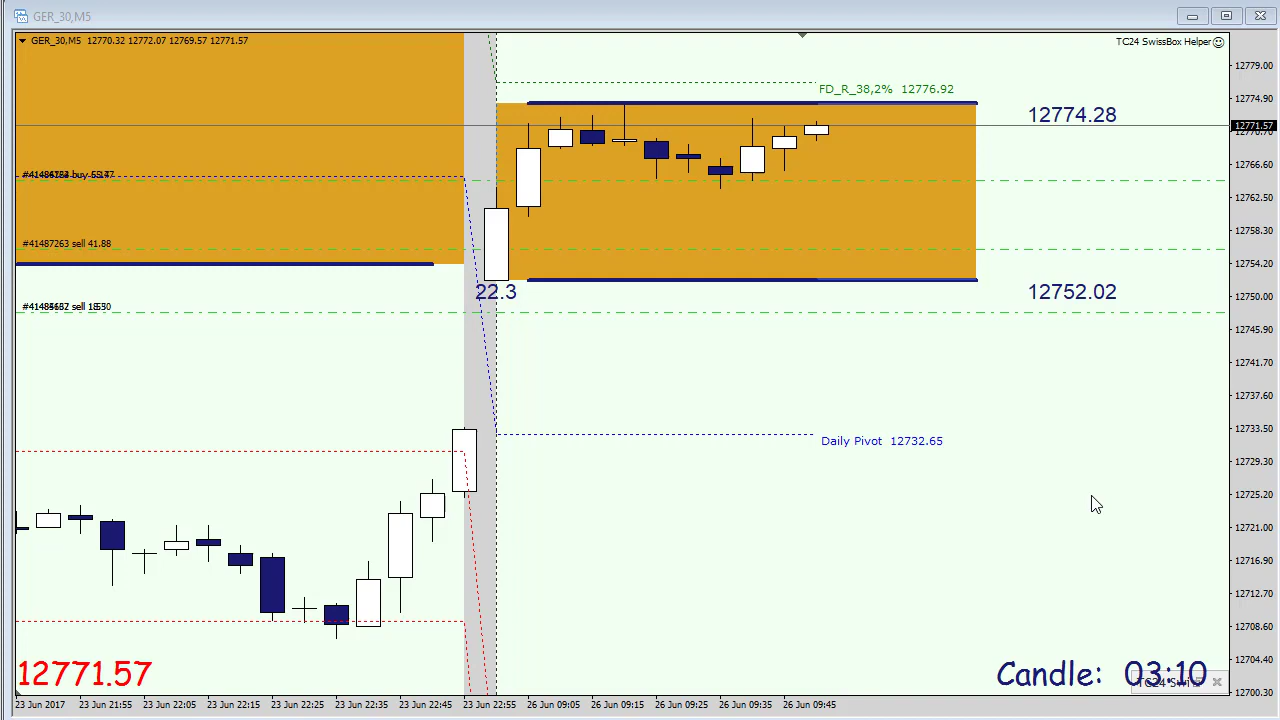 GER_30,M5
GER_30,M5 12770.32 12772.07 12769.57 12771.57
TC24 SwissBox Helper
FD_R_38,2% 12776.92
12774.28
buy
#41487263 sell 41.88
22.3
12752.02
sell
Daily Pivot 12732.65
12771.57
Candle: 03:10
12779.00
12774.90
12771.57
12766.60
12762.50
12758.30
12754.20
12750.00
12745.90
12741.70
12737.60
12733.50
12729.30
12725.20
12721.00
12716.90
12712.70
12708.60
12704.40
12700.30
23 Jun 2017
23 Jun 21:55
23 Jun 22:05
23 Jun 22:15
23 Jun 22:25
23 Jun 22:35
23 Jun 22:45
23 Jun 22:55
26 Jun 09:05
26 Jun 09:15
26 Jun 09:25
26 Jun 09:35
26 Jun 09:45